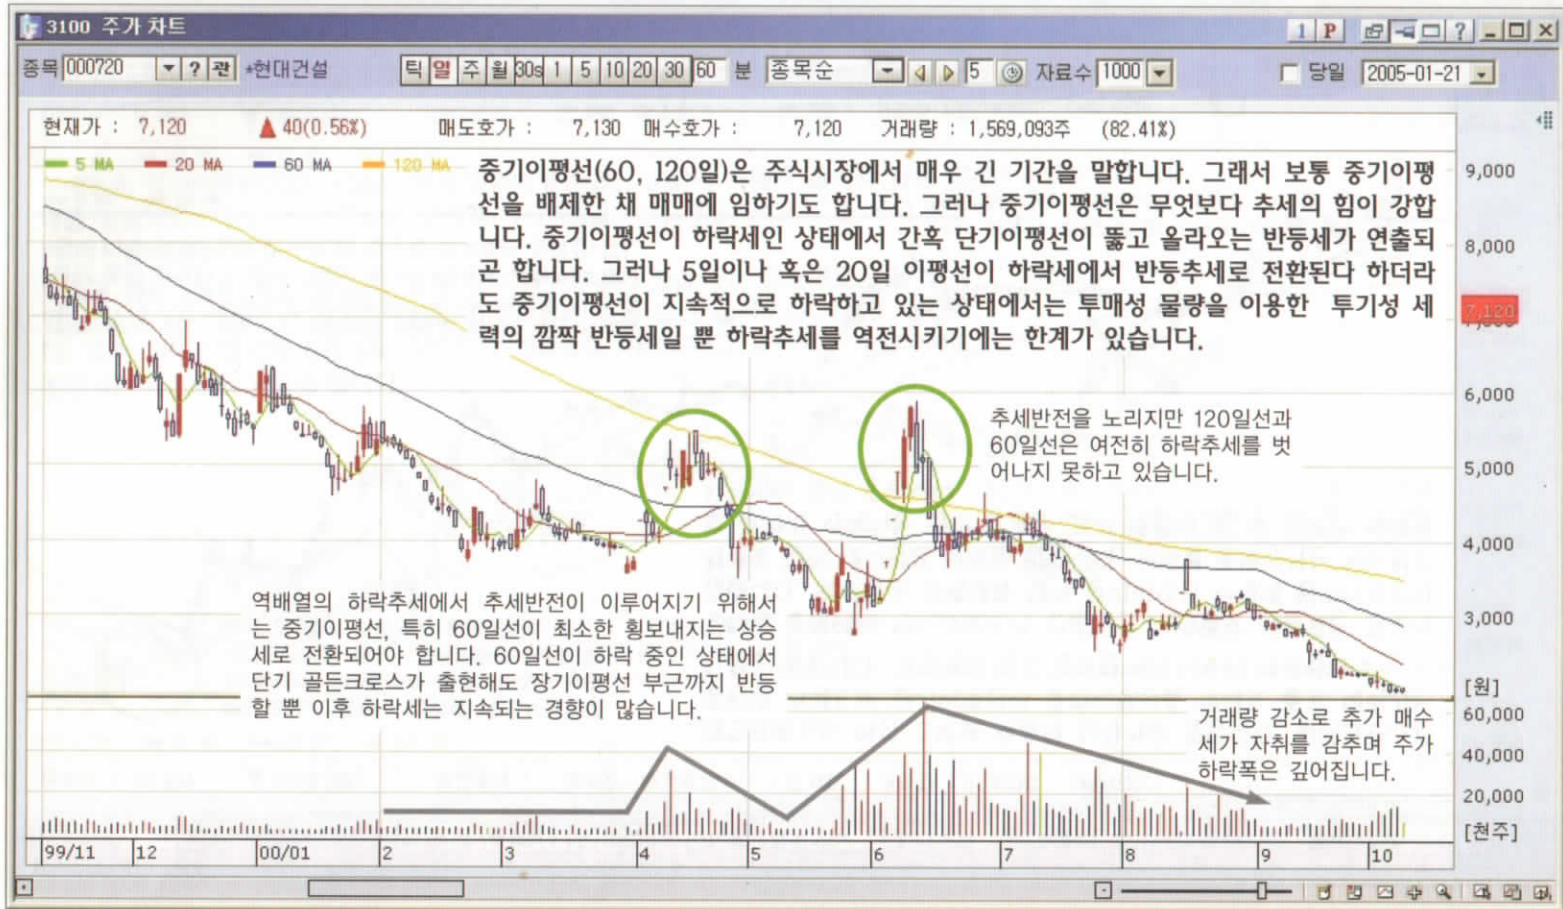 3100 주가 차트
1 P ?
종목 000720 ? 관 *현대건설 틱 일 주 월 30s 1 5 10 20 30 60 분 종목순 5 자료수 1000 당일 2005-01-21
현재가 : 7,120 ▲ 40(0.56%) 매도호가 : 7,130 매수호가 : 7,120 거래량 : 1,569,093주 (82.41%)
5 MA 20 MA 60 MA 120 MA
중기이평선(60, 120일)은 주식시장에서 매우 긴 기간을 말합니다. 그래서 보통 중기이평
선을 배제한 채 매매에 임하기도 합니다. 그러나 중기이평선은 무엇보다 추세의 힘이 강합
니다. 중기이평선이 하락세인 상태에서 간혹 단기이평선이 뚫고 올라오는 반등세가 연출되
곤 합니다. 그러나 5일이나 혹은 20일 이평선이 하락세에서 반등추세로 전환된다 하더라
도 중기이평선이 지속적으로 하락하고 있는 상태에서는 투매성 물량을 이용한 투기성 세
력의 깜짝 반등세일 뿐 하락추세를 역전시키기에는 한계가 있습니다.
9,000
8,000
7,120
6,000
5,000
4,000
3,000
[원]
추세반전을 노리지만 120일선과
60일선은 여전히 하락추세를 벗
어나지 못하고 있습니다.
역배열의 하락추세에서 추세반전이 이루어지기 위해서
는 중기이평선, 특히 60일선이 최소한 횡보내지는 상승
세로 전환되어야 합니다. 60일선이 하락 중인 상태에서
단기 골든크로스가 출현해도 장기이평선 부근까지 반등
할 뿐 이후 하락세는 지속되는 경향이 많습니다.
거래량 감소로 추가 매수
세가 자취를 감추며 주가
하락폭은 깊어집니다.
60,000
40,000
20,000
[천주]
99/11 12 00/01 2 3 4 5 6 7 8 9 10